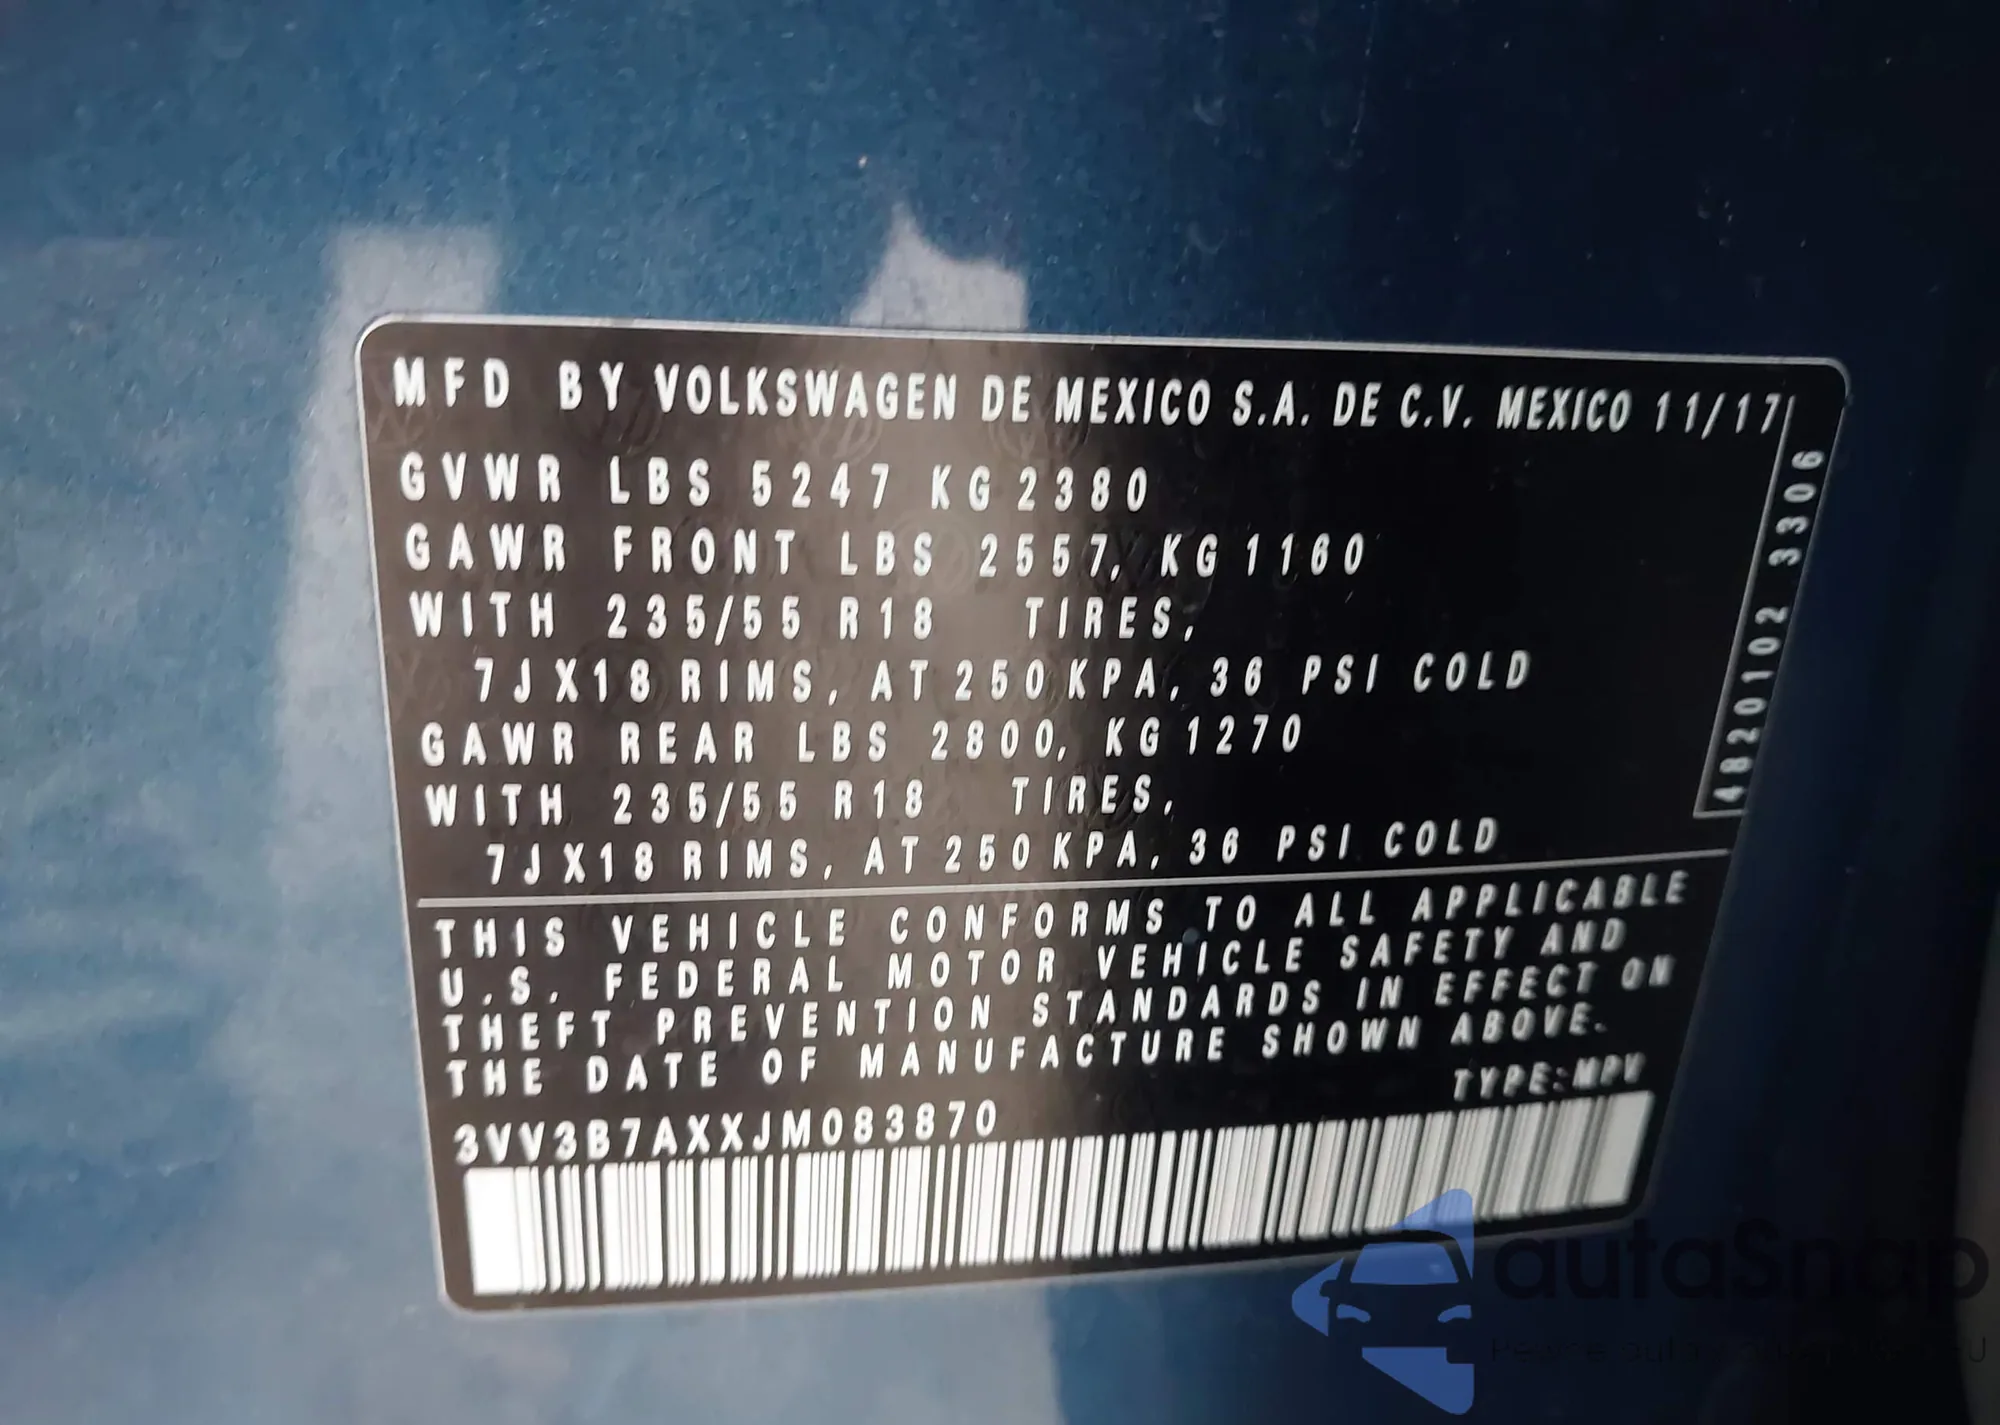 MFD BY VOLKSWAGEN DE MEXICO S.A. DE C.V. MEXICO 11/17
GVWR LBS 5247 KG 2380
GAWR FRONT LBS 2557, KG 1160
WITH 235/55 R18 TIRES,
7JX18 RIMS, AT 250 KPA, 36 PSI COLD
GAWR REAR LBS 2800, KG 1270
WITH 235/55 R18 TIRES,
7JX18 RIMS, AT 250 KPA, 36 PSI COLD
4820102 3306
THIS VEHICLE CONFORMS TO ALL APPLICABLE
U.S. FEDERAL MOTOR VEHICLE SAFETY AND
THEFT PREVENTION STANDARDS IN EFFECT ON
THE DATE OF MANUFACTURE SHOWN ABOVE.
TYPE:MPV
3VV3B7AXXJM083870
autaSnap